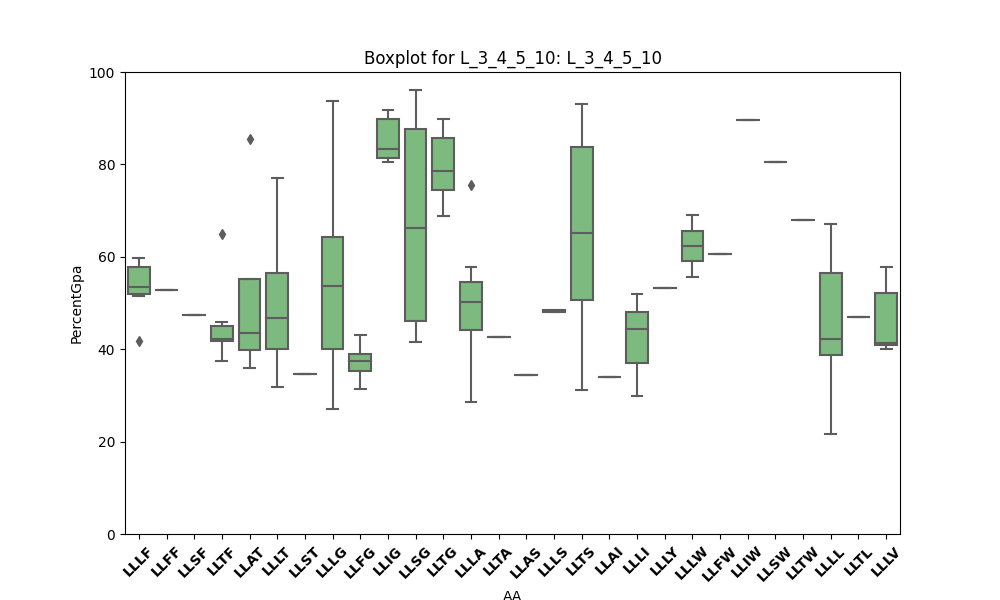 Boxplot for L_3_4_5_10: L_3_4_5_10
100
80
60
40
20
0
PercentGpa
LLLF LLFF LLSF LLTF LLAT LLLT LLST LLLG LLFG LLIG LLSG LLTG LLLA LLTA LLAS LLLS LLTS LLAI LLLI LLLY LLLW LLFW LLIW LLSW LLTW LLLL LLTL LLLV
AA